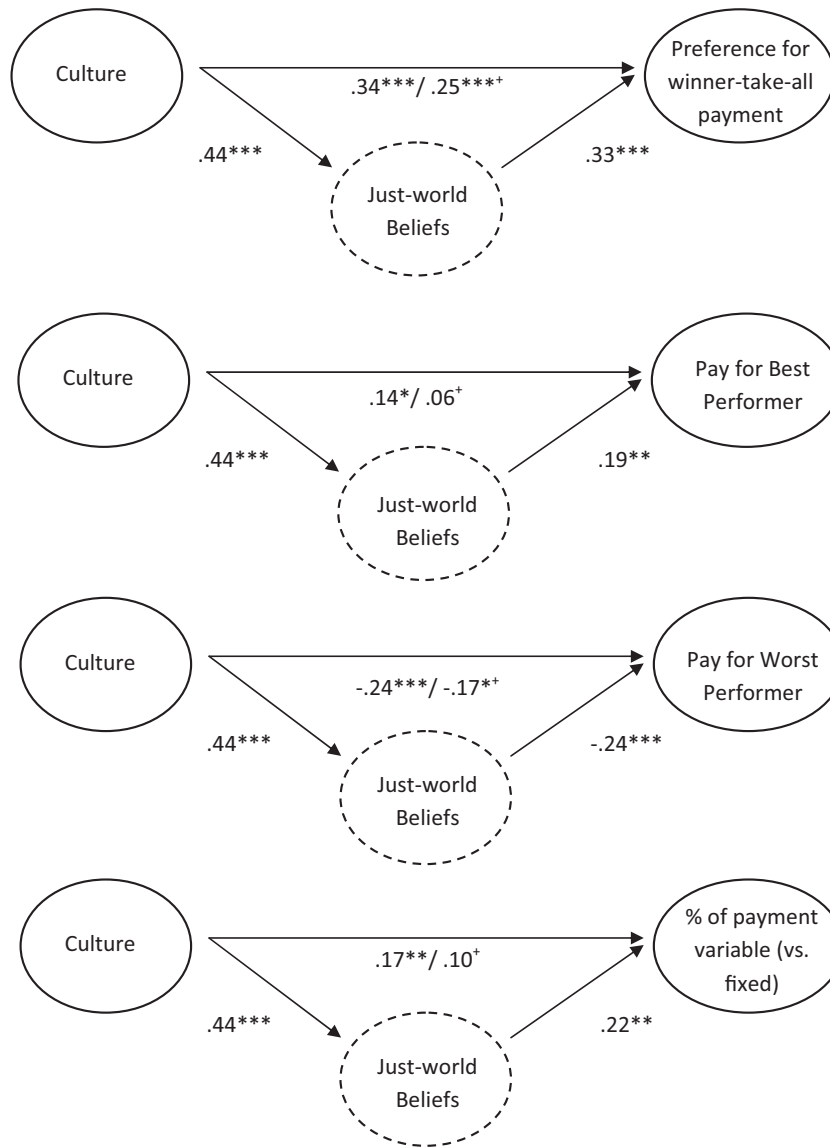 Culture
Preference for
winner-take-all
payment
.34***/ .25***+
.44***
.33***
Just-world
Beliefs
Culture
Pay for Best
Performer
.14*/ .06+
.44***
.19**
Just-world
Beliefs
Culture
Pay for Worst
Performer
-.24***/ -.17*+
.44***
-.24***
Just-world
Beliefs
Culture
% of payment
variable (vs.
fixed)
.17**/ .10+
.44***
.22**
Just-world
Beliefs